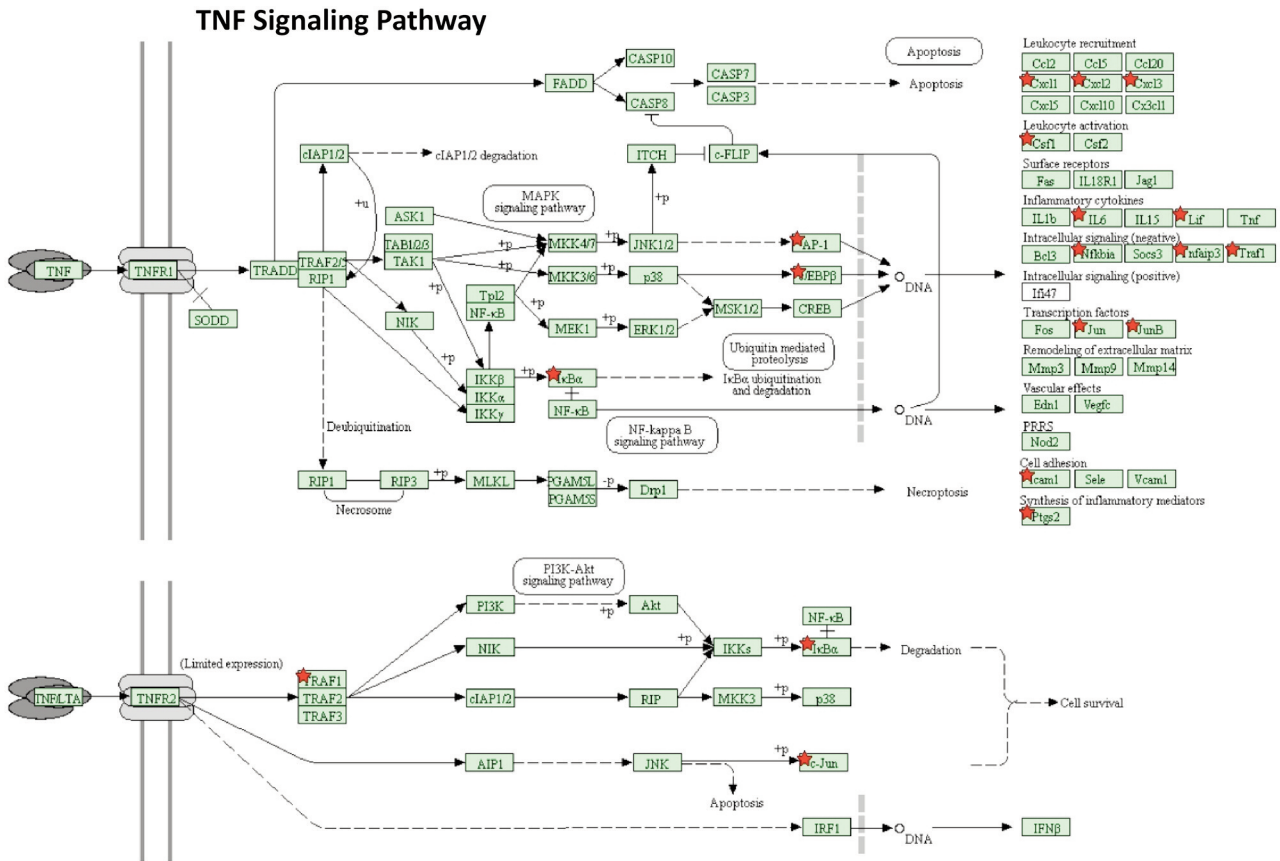 TNF Signaling Pathway
Apoptosis
Leukocyte recruitment
Ccl2 Ccl5 Ccl20
Cxcl1 Cxcl2 Cxcl3
Cxcl5 Cxcl10 Cx3cl1
Leukocyte activation
Csf1 Csf2
Surface receptors
Fas IL18R1 Jag1
Inflammatory cytokines
IL1b IL6 IL15 Lif Tnf
Intracellular signaling (negative)
Bcl3 Nfkbia Socs3 Tnfaip3 Traf1
Intracellular signaling (positive)
Ifi47
Transcription factors
Fos Jun JunB
Remodeling of extracellular matrix
Mmp3 Mmp9 Mmp14
Vascular effects
Edn1 Vegfc
PRRS
Nod2
Cell adhesion
Icam1 Sele Vcam1
Synthesis of inflammatory mediators
Ptgs2
FADD
CASP10
CASP8
CASP7
CASP3
Apoptosis
cIAP1/2
cIAP1/2 degradation
ITCH
c-FLIP
+u
+p
MAPK
signaling pathway
ASK1
TAB1/2/3
TAK1
+p
+p
+p
MKK4/7
+p
JNK1/2
AP-1
TNF
TNFR1
SODD
TRADD
TRAF2/5
RIP1
MKK3/6
+p
p38
C/EBPβ
DNA
Tpl2
NF-κB
NIK
MEK1
+p
ERK1/2
MSK1/2
CREB
+p
Ubiquitin mediated
proteolysis
IKKβ
IKKα
IKKγ
+p
IκBα
NF-κB
IκBα ubiquitination
and degradation
DNA
NF-kappa B
signaling pathway
Deubiquitination
RIP1
RIP3
Necrosome
+p
MLKL
PGAM5L
PGAM5S
-p
Drp1
Necroptosis
PI3K-Akt
signaling pathway
PI3K
+p
Akt
NF-κB
NIK
+p
IKKs
+p
IκBα
Degradation
(Limited expression)
TNFR2
TRAF1
TRAF2
TRAF3
cIAP1/2
RIP
MKK3
+p
p38
Cell survival
AIP1
JNK
+p
c-Jun
Apoptosis
IRF1
DNA
IFNβ